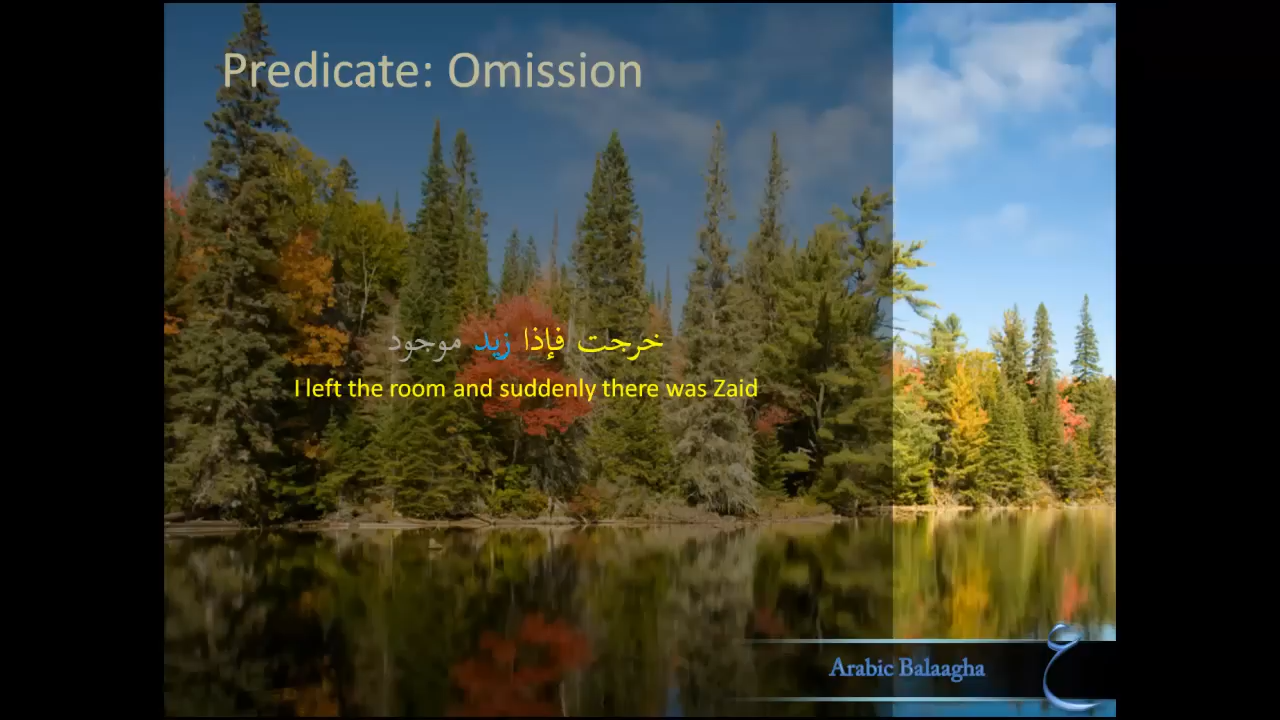 Predicate: Omission
خرجت فإذا زيد موجود
I left the room and suddenly there was Zaid
Arabic Balaagha
ع